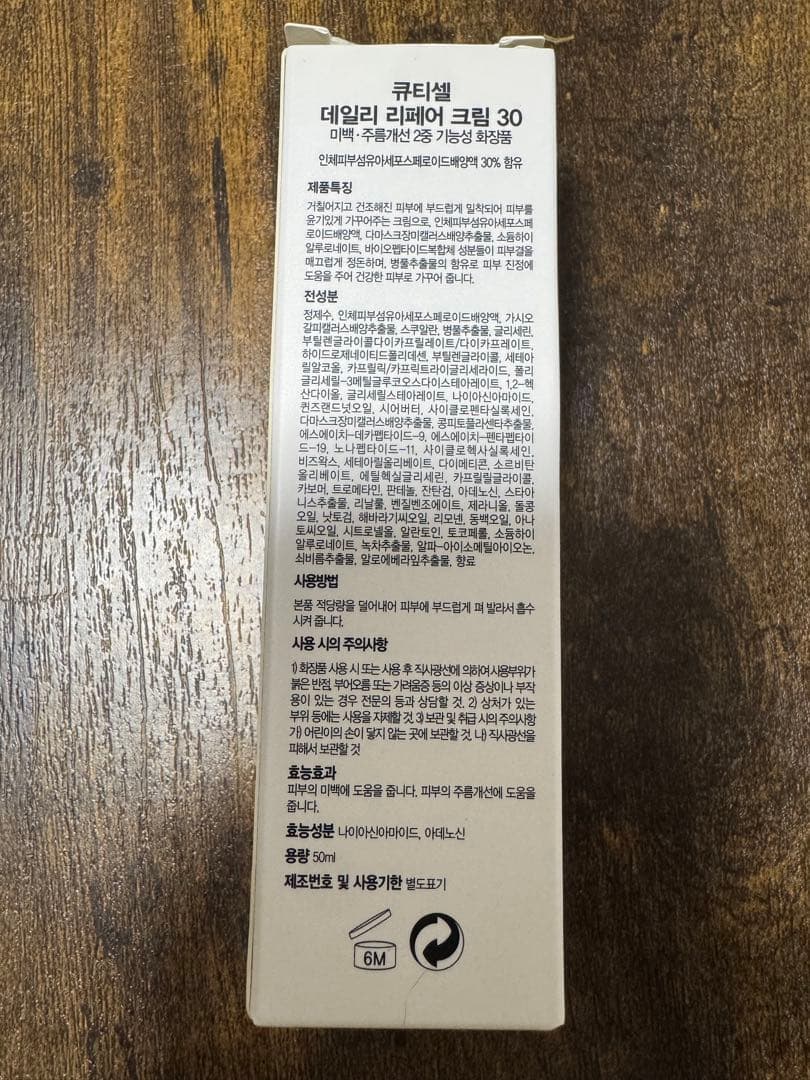 큐티셀
데일리 리페어 크림 30
미백·주름개선 2중 기능성 화장품
인체피부섬유아세포스페로이드배양액 30% 함유
제품특징
거칠어지고 건조해진 피부에 부드럽게 밀착되어 피부를
윤기있게 가꾸어주는 크림으로, 인체피부섬유아세포스페
로이드배양액, 다마스크장미캘러스배양추출물, 소듐하이
알루로네이트, 바이오펩타이드복합체 성분들이 피부결을
매끄럽게 정돈하며, 병풀추출물의 함유로 피부 진정에
도움을 주어 건강한 피부로 가꾸어 줍니다.
전성분
정제수, 인체피부섬유아세포스페로이드배양액, 가시오
갈피캘러스배양추출물, 스쿠알란, 병풀추출물, 글리세린,
부틸렌글라이콜다이카프릴레이트/다이카프레이트,
하이드로제네이티드폴리데센, 부틸렌글라이콜, 세테아
릴알코올, 카프릴릭/카프릭트라이글리세라이드, 폴리
글리세릴-3메틸글루코오스다이스테아레이트, 1,2-헥
산다이올, 글리세릴스테아레이트, 나이아신아마이드,
퀸즈랜드넛오일, 시어버터, 사이클로펜타실록세인,
다마스크장미캘러스배양추출물, 콩피토플라센타추출물,
에스에이치-데카펩타이드-9, 에스에이치-펜타펩타이
드-19, 노나펩타이드-11, 사이클로헥사실록세인,
비즈왁스, 세테아릴올리베이트, 다이메티콘, 소르비탄
올리베이트, 에틸헥실글리세린, 카프릴릴글라이콜,
카보머, 트로메타민, 판테놀, 잔탄검, 아데노신, 스타아
니스추출물, 리날룰, 벤질벤조에이트, 제라니올, 돌콩
오일, 낫토검, 해바라기씨오일, 리모넨, 동백오일, 아나
토씨오일, 시트로넬올, 알란토인, 토코페롤, 소듐하이
알루로네이트, 녹차추출물, 알파-아이소메틸아이오논,
쇠비름추출물, 알로에베라잎추출물, 향료
사용방법
본품 적당량을 덜어내어 피부에 부드럽게 펴 발라서 흡수
시켜 줍니다.
사용 시의 주의사항
1) 화장품 사용 시 또는 사용 후 직사광선에 의하여 사용부위가
붉은 반점, 부어오름 또는 가려움증 등의 이상 증상이나 부작
용이 있는 경우 전문의 등과 상담할 것, 2) 상처가 있는
부위 등에는 사용을 자제할 것, 3) 보관 및 취급 시의 주의사항
가) 어린이의 손이 닿지 않는 곳에 보관할 것, 나) 직사광선을
피해서 보관할 것
효능효과
피부의 미백에 도움을 줍니다. 피부의 주름개선에 도움을
줍니다.
효능성분 나이아신아마이드, 아데노신
용량 50ml
제조번호 및 사용기한 별도표기
6M